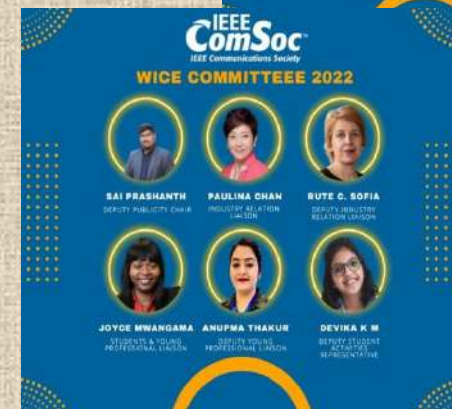 IEEE
ComSoc™
IEEE Communications Society
WICE COMMITTEEE 2022
SAI PRASHANTH
DEPUTY PUBLICITY CHAIR
PAULINA CHAN
INDUSTRY RELATION
LIAISON
RUTE C. SOFIA
DEPUTY INDUSTRY
RELATION LIAISON
JOYCE MWANGAMA
STUDENTS & YOUNG
PROFESSIONAL LIAISON
ANUPMA THAKUR
DEPUTY YOUNG
PROFESSIONAL LIAISON
DEVIKA K M
DEPUTY STUDENT
ACTIVITIES
REPRESENTATIVE